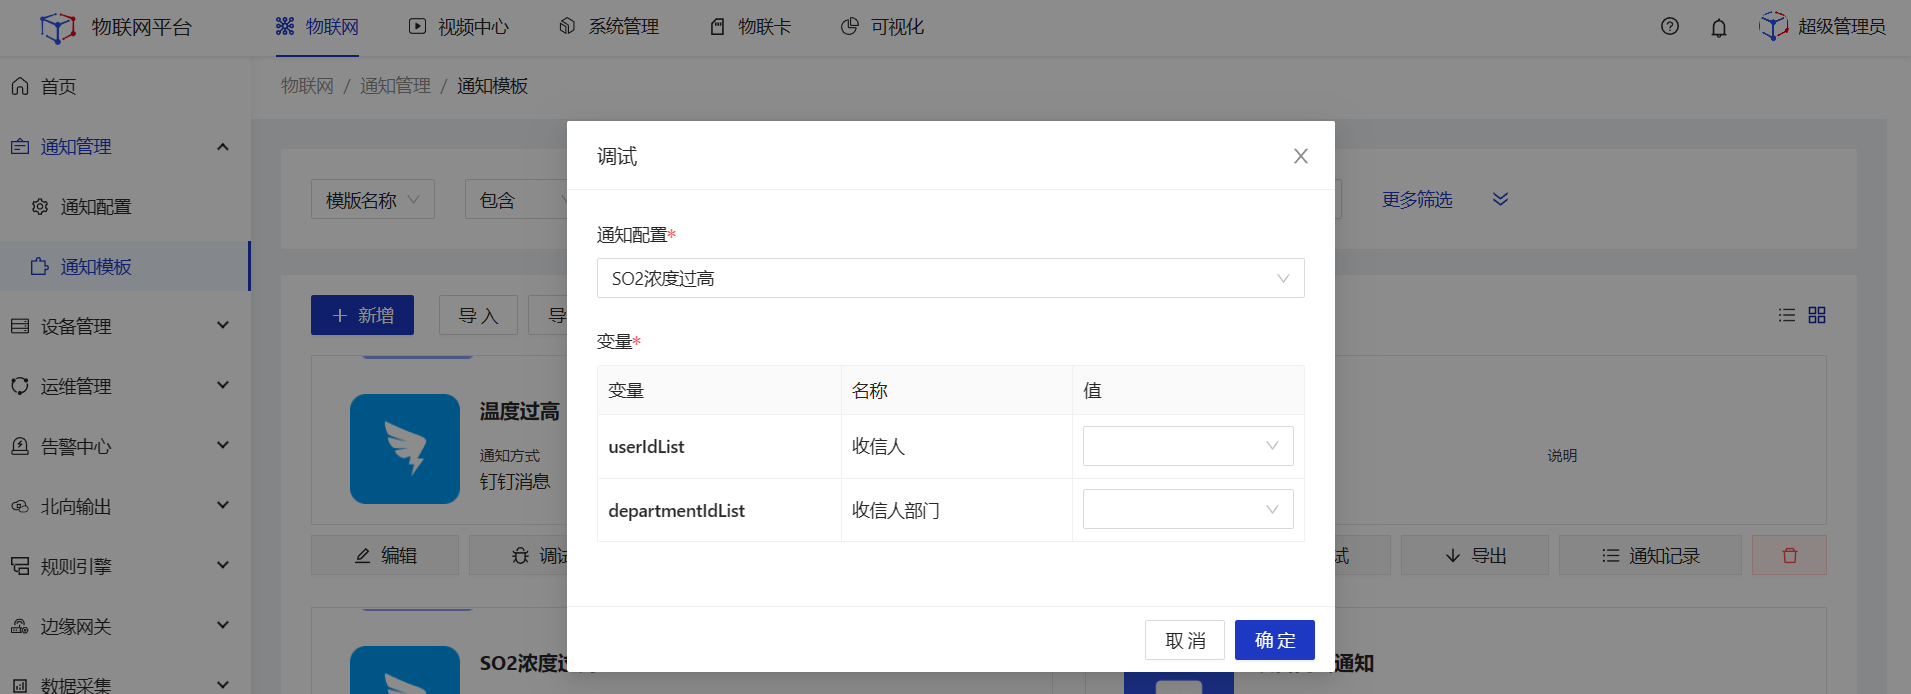 物联网平台
物联网
视频中心
系统管理
物联卡
可视化
超级管理员
首页
物联网 / 通知管理 / 通知模板
通知管理
通知配置
通知模板
设备管理
运维管理
告警中心
北向输出
规则引擎
边缘网关
数据采集
模版名称
包含
更多筛选
新增
导入
导
温度过高
通知方式
钉钉消息
说明
编辑
调试
试
导出
通知记录
SO2浓度过
通知
调试
通知配置*
SO2浓度过高
变量*
变量 名称 值
userIdList 收信人
departmentIdList 收信人部门
取消
确定